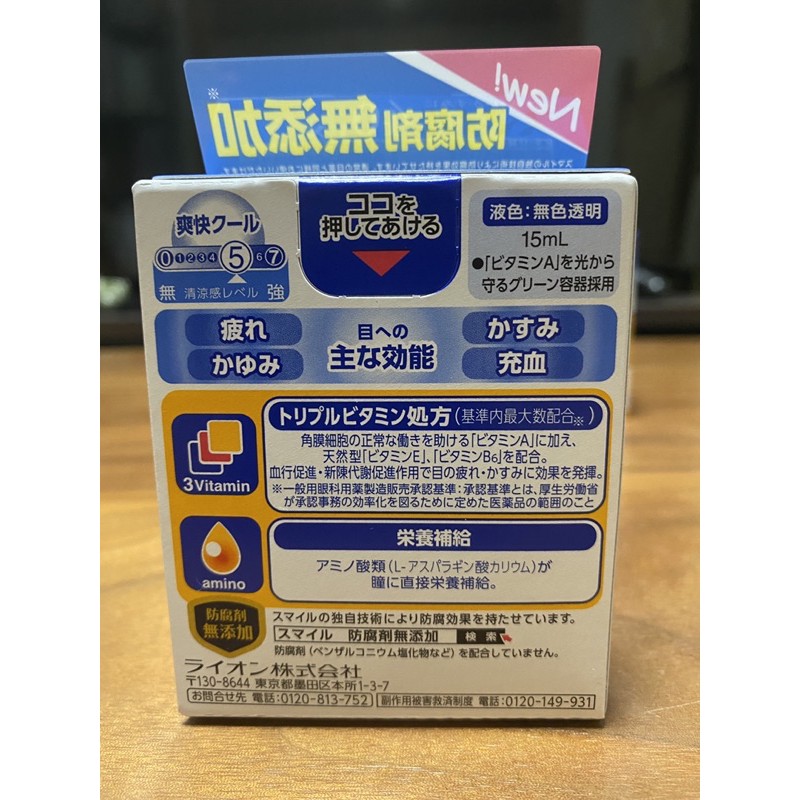 New!
防腐剤無添加※
爽快クール
0 1 2 3 4 5 6 7
無 清涼感レベル 強
ココを
押してあける
液色：無色透明
15mL
●「ビタミンA」を光から
守るグリーン容器採用
疲れ
かゆみ
目への
主な効能
かすみ
充血
3Vitamin
トリプルビタミン処方（基準内最大数配合※）
角膜細胞の正常な働きを助ける「ビタミンA」に加え、
天然型「ビタミンE」、「ビタミンB6」を配合。
血行促進・新陳代謝促進作用で目の疲れ・かすみに効果を発揮。
※一般用眼科用薬製造販売承認基準：承認基準とは、厚生労働省
が承認事務の効率化を図るために定めた医薬品の範囲のこと
amino
栄養補給
アミノ酸類（L-アスパラギン酸カリウム）が
瞳に直接栄養補給。
防腐剤
無添加
スマイルの独自技術により防腐効果を持たせています。
スマイル 防腐剤無添加 検索
防腐剤（ベンザルコニウム塩化物など）を配合していません。
ライオン株式会社
〒130-8644 東京都墨田区本所1-3-7
お問合せ先 電話：0120-813-752 副作用被害救済制度 電話：0120-149-931